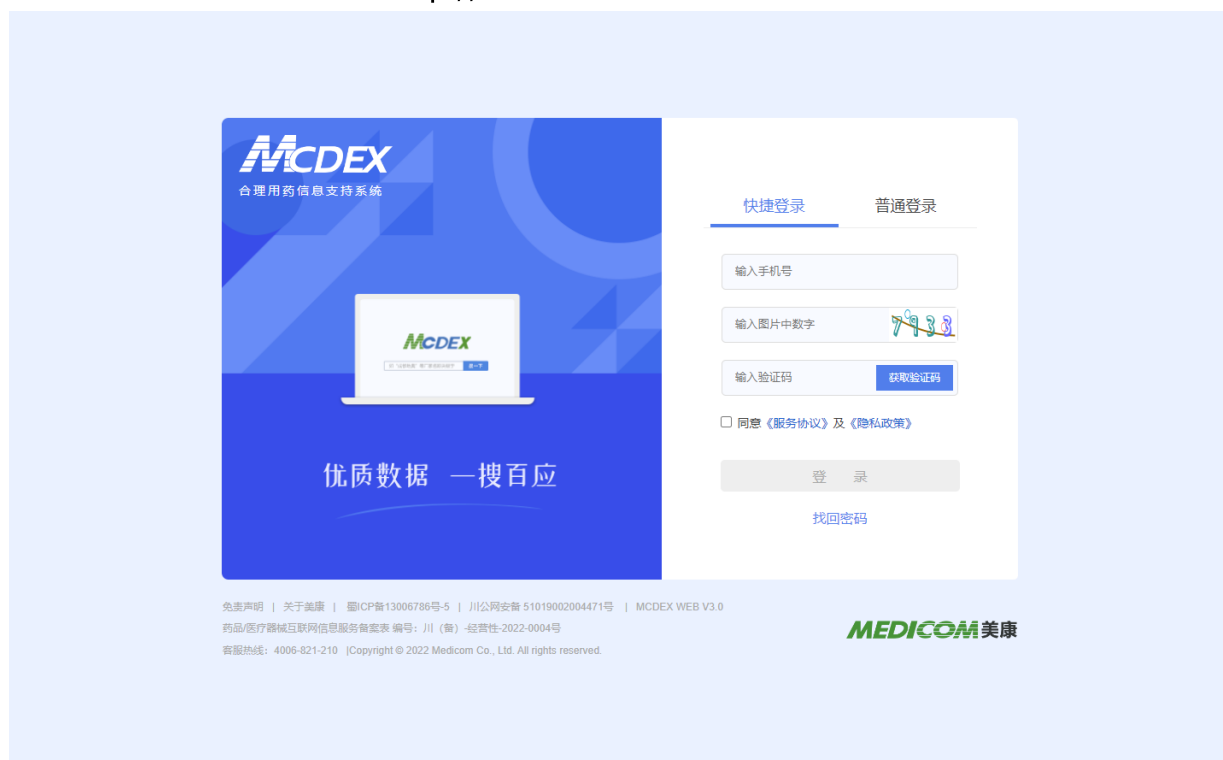 MCDEX
合理用药信息支持系统
快捷登录 普通登录
输入手机号
输入图片中数字
输入验证码 获取验证码
同意《服务协议》及《隐私政策》
登 录
找回密码
MCDEX
搜一下
优质数据 一搜百应
免责声明 | 关于美康 | 蜀ICP备13006786号-5 | 川公网安备 51019002004471号 | MCDEX WEB V3.0
药品/医疗器械互联网信息服务备案表 编号：川（备）-经营性-2022-0004号
客服热线：4006-821-210 |Copyright © 2022 Medicom Co., Ltd. All rights reserved.
MEDICOM美康